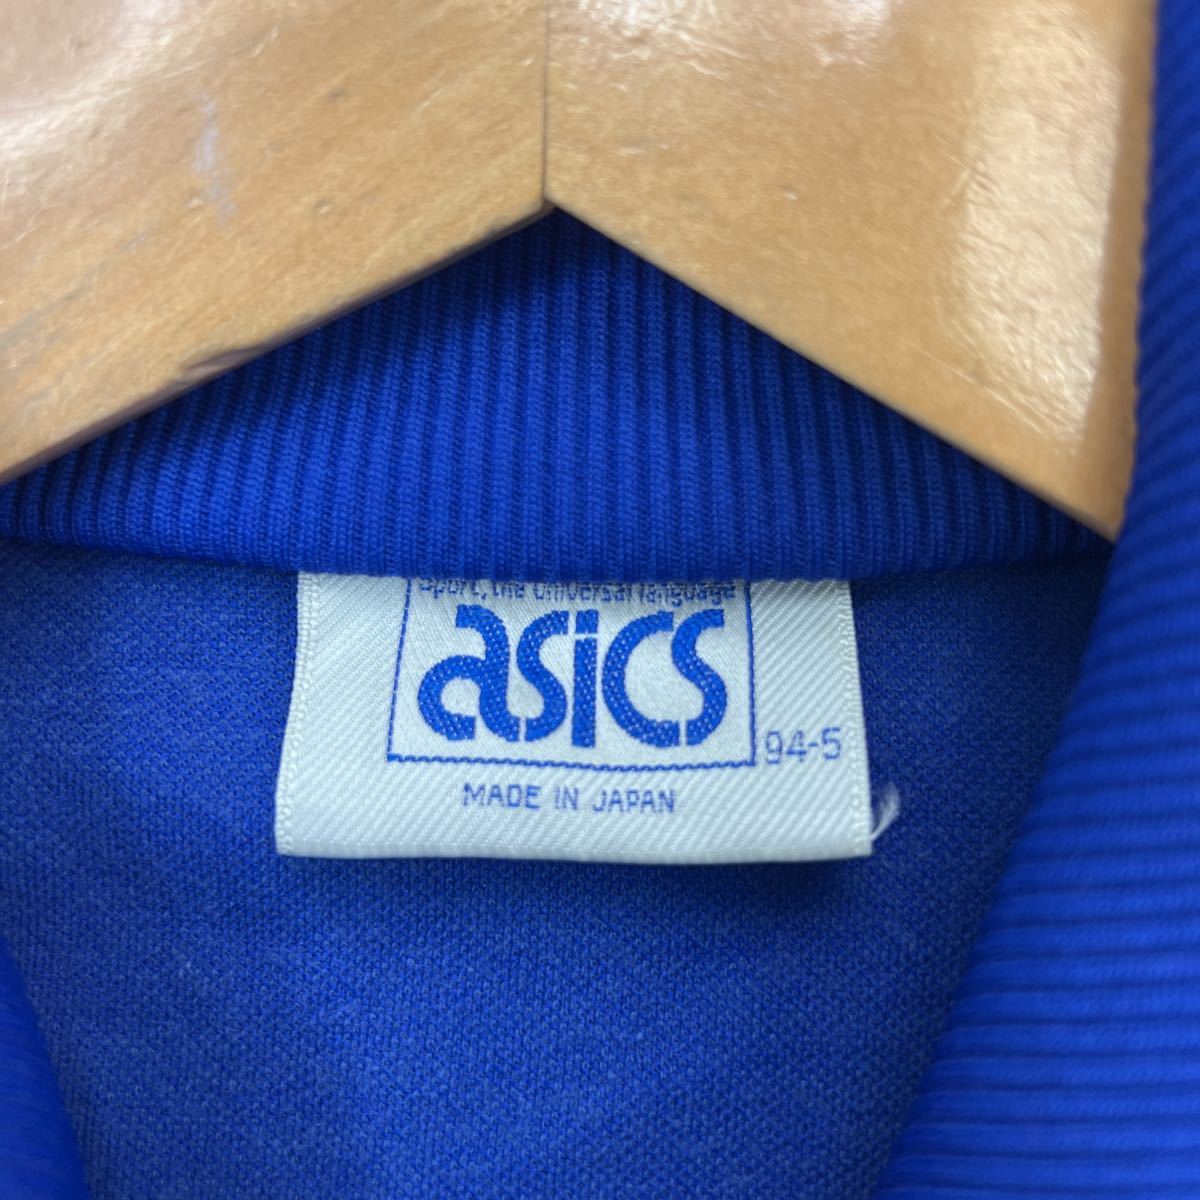 Sport, the universal language
asics
94-5
MADE IN JAPAN